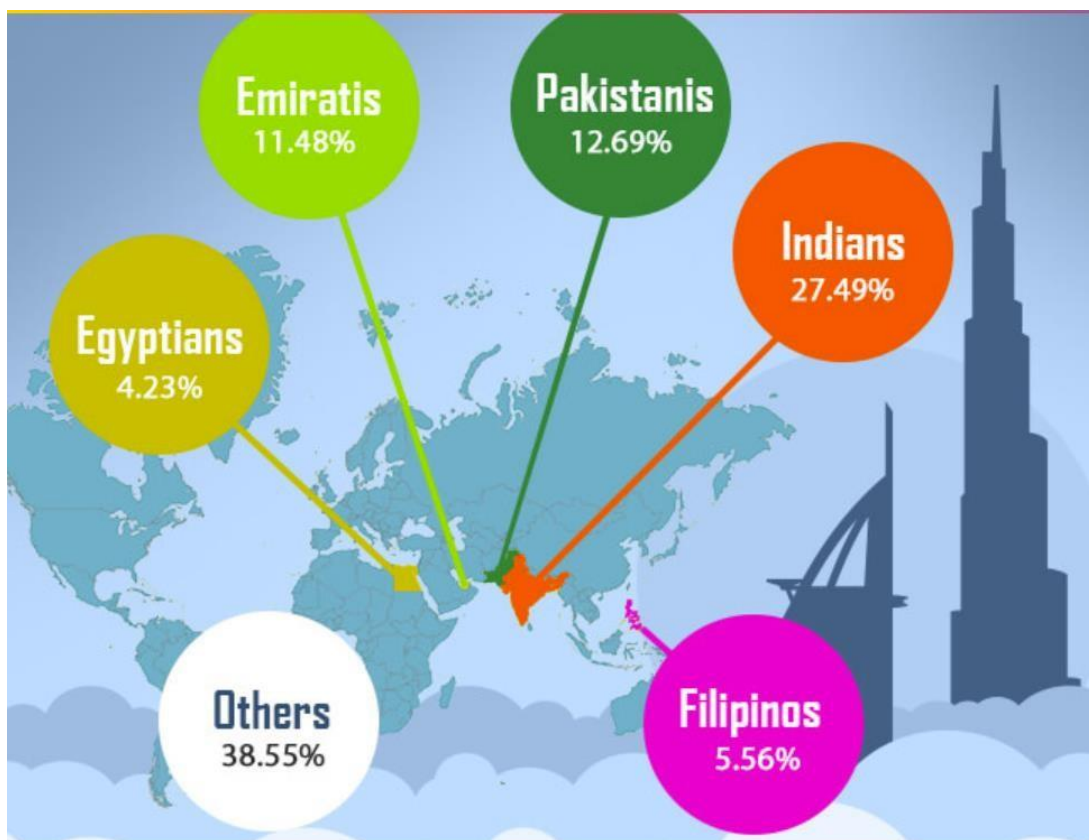 Emiratis
11.48%
Pakistanis
12.69%
Indians
27.49%
Egyptians
4.23%
Others
38.55%
Filipinos
5.56%